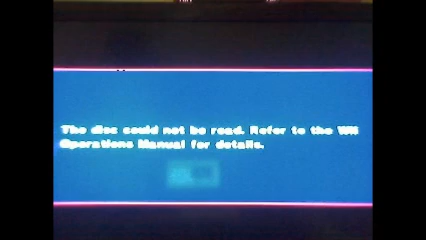 The disc could not be read. Refer to the Wii
Operations Manual for details.